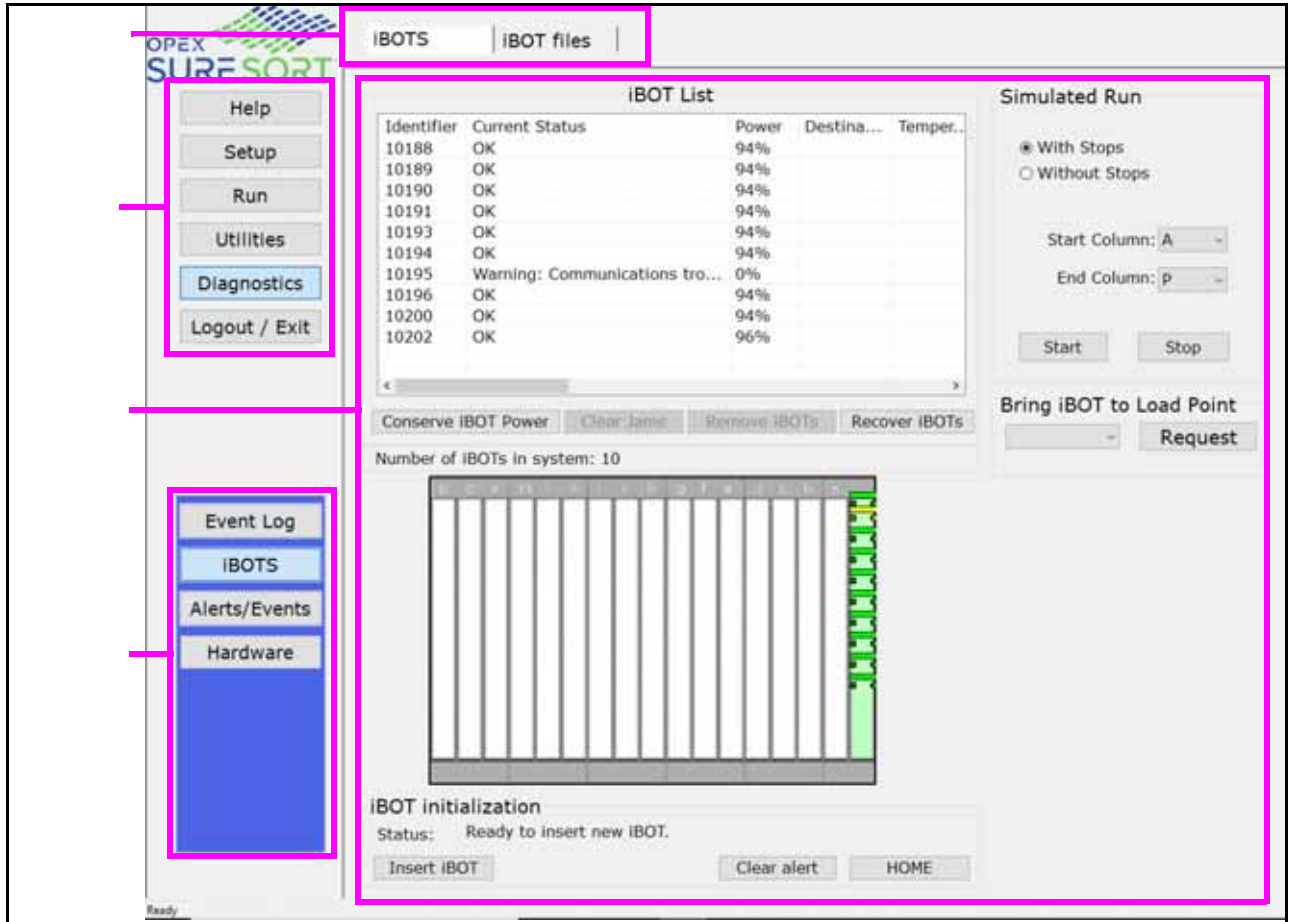 OPEX
SURESORT
iBOTS
iBOT files
Help
Setup
Run
Utilities
Diagnostics
Logout / Exit
Event Log
iBOTS
Alerts/Events
Hardware
iBOT List
Identifier Current Status Power Destina... Temper..
10188 OK 94%
10189 OK 94%
10190 OK 94%
10191 OK 94%
10193 OK 94%
10194 OK 94%
10195 Warning: Communications tro... 0%
10196 OK 94%
10200 OK 94%
10202 OK 96%
Conserve iBOT Power Clear Jams Remove iBOTs Recover iBOTs
Number of iBOTs in system: 10
iBOT initialization
Status: Ready to insert new iBOT.
Insert iBOT Clear alert HOME
Simulated Run
With Stops
Without Stops
Start Column: A
End Column: P
Start Stop
Bring iBOT to Load Point
Request
Ready